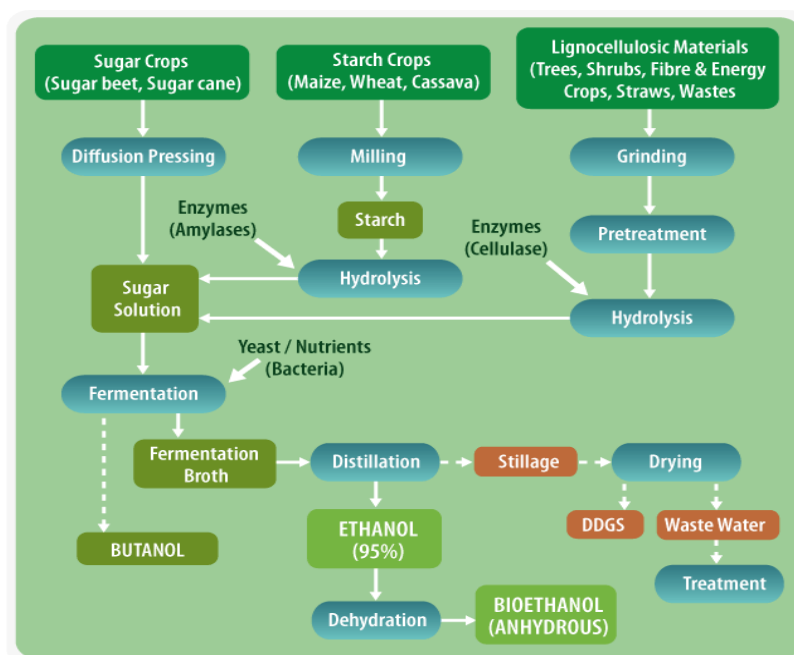 Sugar Crops
(Sugar beet, Sugar cane)
Starch Crops
(Maize, Wheat, Cassava)
Lignocellulosic Materials
(Trees, Shrubs, Fibre & Energy
Crops, Straws, Wastes
Diffusion Pressing
Milling
Grinding
Enzymes
(Amylases)
Starch
Enzymes
(Cellulase)
Pretreatment
Sugar
Solution
Hydrolysis
Hydrolysis
Yeast / Nutrients
(Bacteria)
Fermentation
Fermentation
Broth
Distillation
Stillage
Drying
BUTANOL
ETHANOL
(95%)
DDGS
Waste Water
Treatment
Dehydration
BIOETHANOL
(ANHYDROUS)